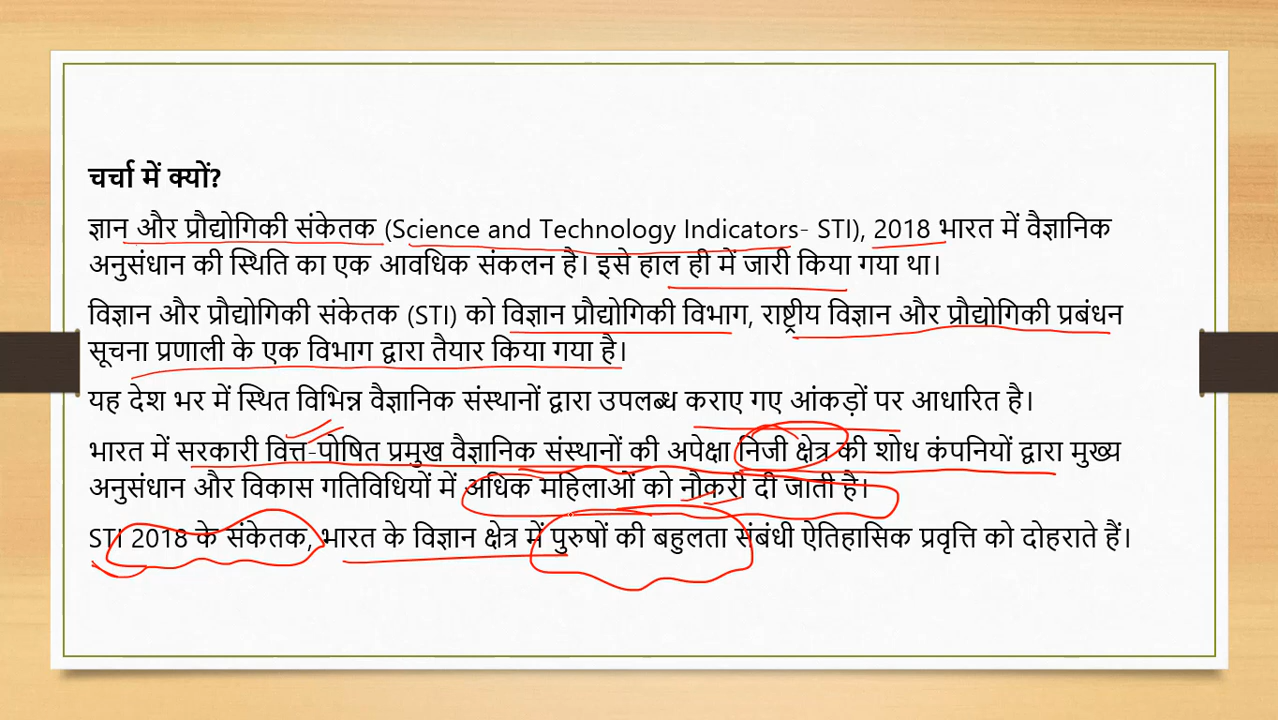 चर्चा में क्यों?
ज्ञान और प्रौद्योगिकी संकेतक (Science and Technology Indicators- STI), 2018 भारत में वैज्ञानिक
अनुसंधान की स्थिति का एक आवधिक संकलन है। इसे हाल ही में जारी किया गया था।
विज्ञान और प्रौद्योगिकी संकेतक (STI) को विज्ञान प्रौद्योगिकी विभाग, राष्ट्रीय विज्ञान और प्रौद्योगिकी प्रबंधन
सूचना प्रणाली के एक विभाग द्वारा तैयार किया गया है।
यह देश भर में स्थित विभिन्न वैज्ञानिक संस्थानों द्वारा उपलब्ध कराए गए आंकड़ों पर आधारित है।
भारत में सरकारी वित्त-पोषित प्रमुख वैज्ञानिक संस्थानों की अपेक्षा निजी क्षेत्र की शोध कंपनियों द्वारा मुख्य
अनुसंधान और विकास गतिविधियों में अधिक महिलाओं को नौकरी दी जाती है।
STI 2018 के संकेतक, भारत के विज्ञान क्षेत्र में पुरुषों की बहुलता संबंधी ऐतिहासिक प्रवृत्ति को दोहराते हैं।